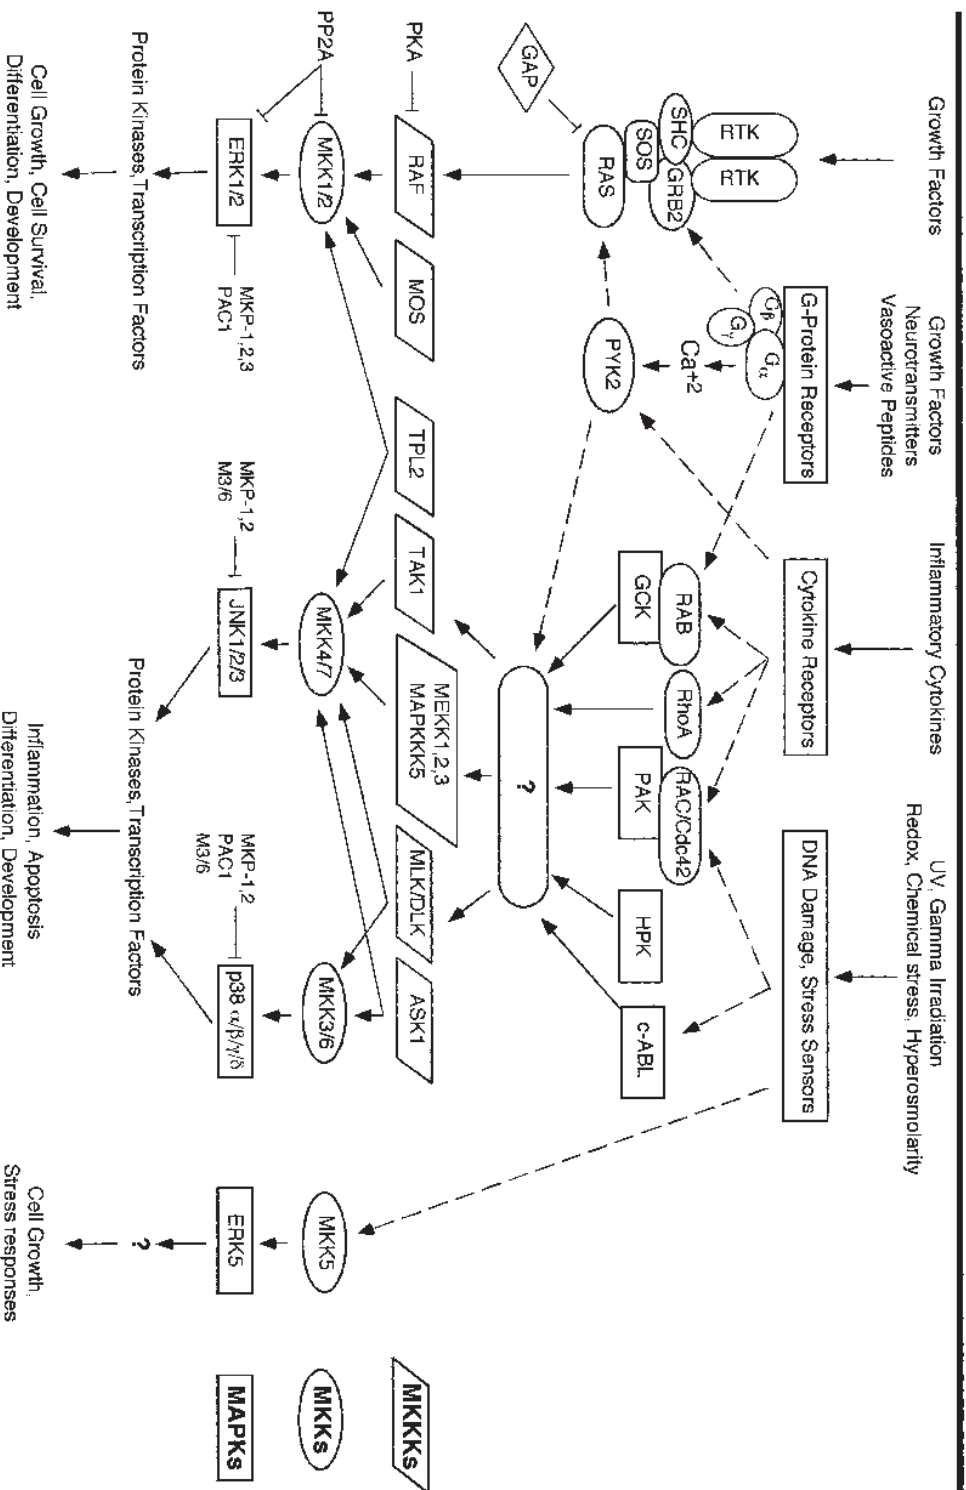 Growth Factors
Growth Factors
Neurotransmitters
Vasoactive Peptides
Inflammatory Cytokines
UV, Gamma Irradiation
Redox, Chemical stress, Hyperosmolarity
RTK
RTK
SHC
GRB2
SOS
RAS
GAP
G-Protein Receptors
Gβ
Gγ
Gα
Ca+2
PYK2
Cytokine Receptors
DNA Damage, Stress Sensors
RAB
GCK
RhoA
RAC/Cdc42
PAK
HPK
c-ABL
?
PKA
RAF
MOS
TPL2
TAK1
MEKK1,2,3
MAPKKK5
MLK/DLK
ASK1
MKKKs
PP2A
MKK1/2
MKK4/7
MKK3/6
MKK5
MKKs
ERK1/2
MKP-1,2,3
PAC1
MKP-1,2
M3/6
JNK1/2/3
MKP-1,2
PAC1
M3/6
p38 α/β/γ/δ
ERK5
MAPKs
Protein Kinases,Transcription Factors
Protein Kinases,Transcription Factors
?
Cell Growth, Cell Survival,
Differentiation, Development
Inflammation, Apoptosis
Differentiation, Development
Cell Growth,
Stress responses